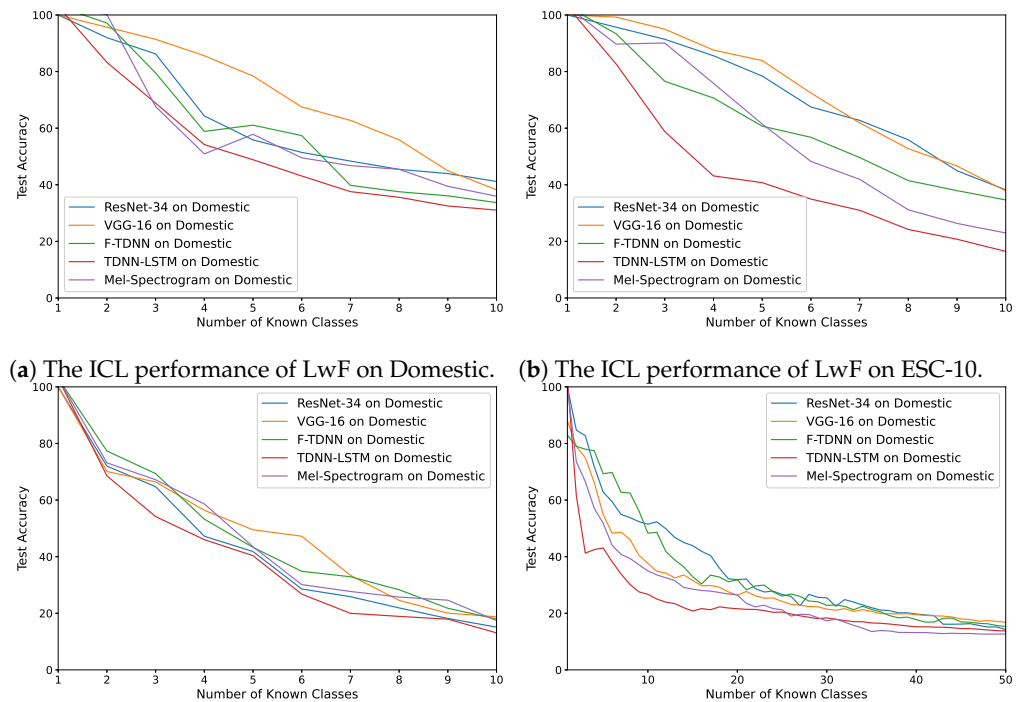 100
80
60
40
20
0
Test Accuracy
ResNet-34 on Domestic
VGG-16 on Domestic
F-TDNN on Domestic
TDNN-LSTM on Domestic
Mel-Spectrogram on Domestic
1 2 3 4 5 6 7 8 9 10
Number of Known Classes
100
80
60
40
20
0
Test Accuracy
ResNet-34 on Domestic
VGG-16 on Domestic
F-TDNN on Domestic
TDNN-LSTM on Domestic
Mel-Spectrogram on Domestic
1 2 3 4 5 6 7 8 9 10
Number of Known Classes
(a) The ICL performance of LwF on Domestic.
(b) The ICL performance of LwF on ESC-10.
100
80
60
40
20
0
Test Accuracy
ResNet-34 on Domestic
VGG-16 on Domestic
F-TDNN on Domestic
TDNN-LSTM on Domestic
Mel-Spectrogram on Domestic
1 2 3 4 5 6 7 8 9 10
Number of Known Classes
100
80
60
40
20
0
Test Accuracy
ResNet-34 on Domestic
VGG-16 on Domestic
F-TDNN on Domestic
TDNN-LSTM on Domestic
Mel-Spectrogram on Domestic
10 20 30 40 50
Number of Known Classes